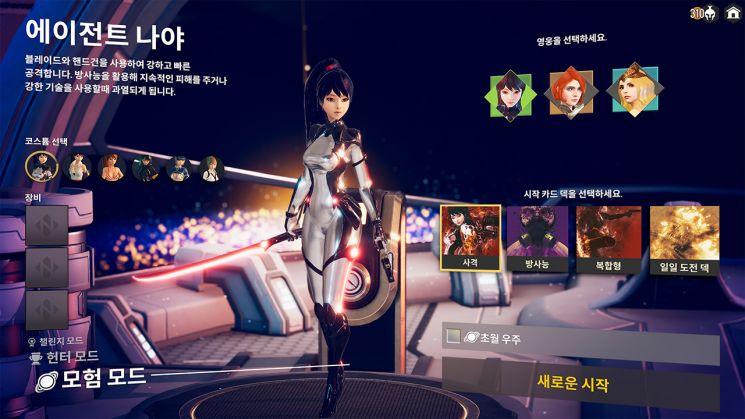 에이전트 나야
블레이드와 핸드건을 사용하여 강하고 빠른
공격합니다. 방사능을 활용해 지속적인 피해를 주거나
강한 기술을 사용할때 과열되게 됩니다.
코스튬 선택
장비
챌린지 모드
헌터 모드
모험 모드
310
영웅을 선택하세요.
시작 카드 덱을 선택하세요.
사격
방사능
복합형
일일 도전 덱
초월 우주
새로운 시작